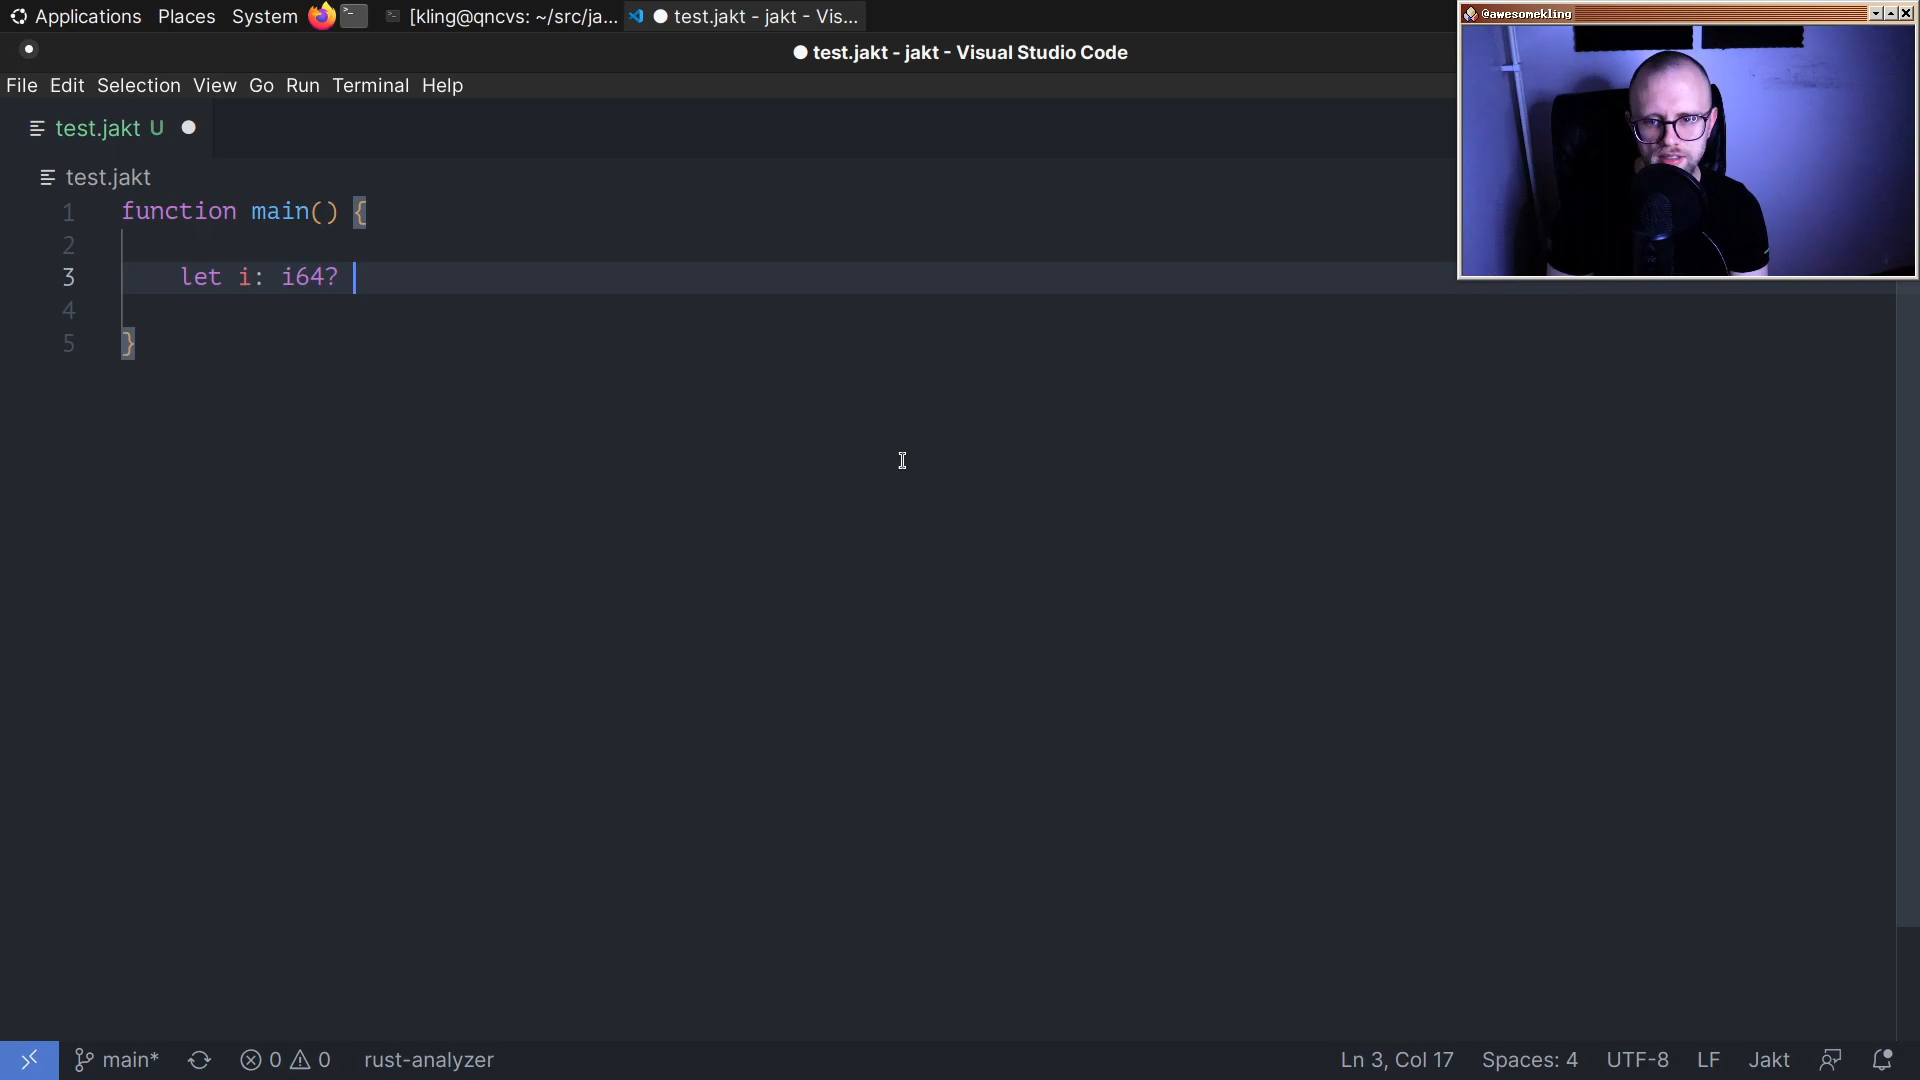 Applications Places System [kling@qncvs: ~/src/ja... test.jakt - jakt - Vis...
@awesomekling
test.jakt - jakt - Visual Studio Code
File Edit Selection View Go Run Terminal Help
test.jakt U
test.jakt
1 function main() {
2
3 let i: i64?
4
5 }
main* 0 0 rust-analyzer Ln 3, Col 17 Spaces: 4 UTF-8 LF Jakt